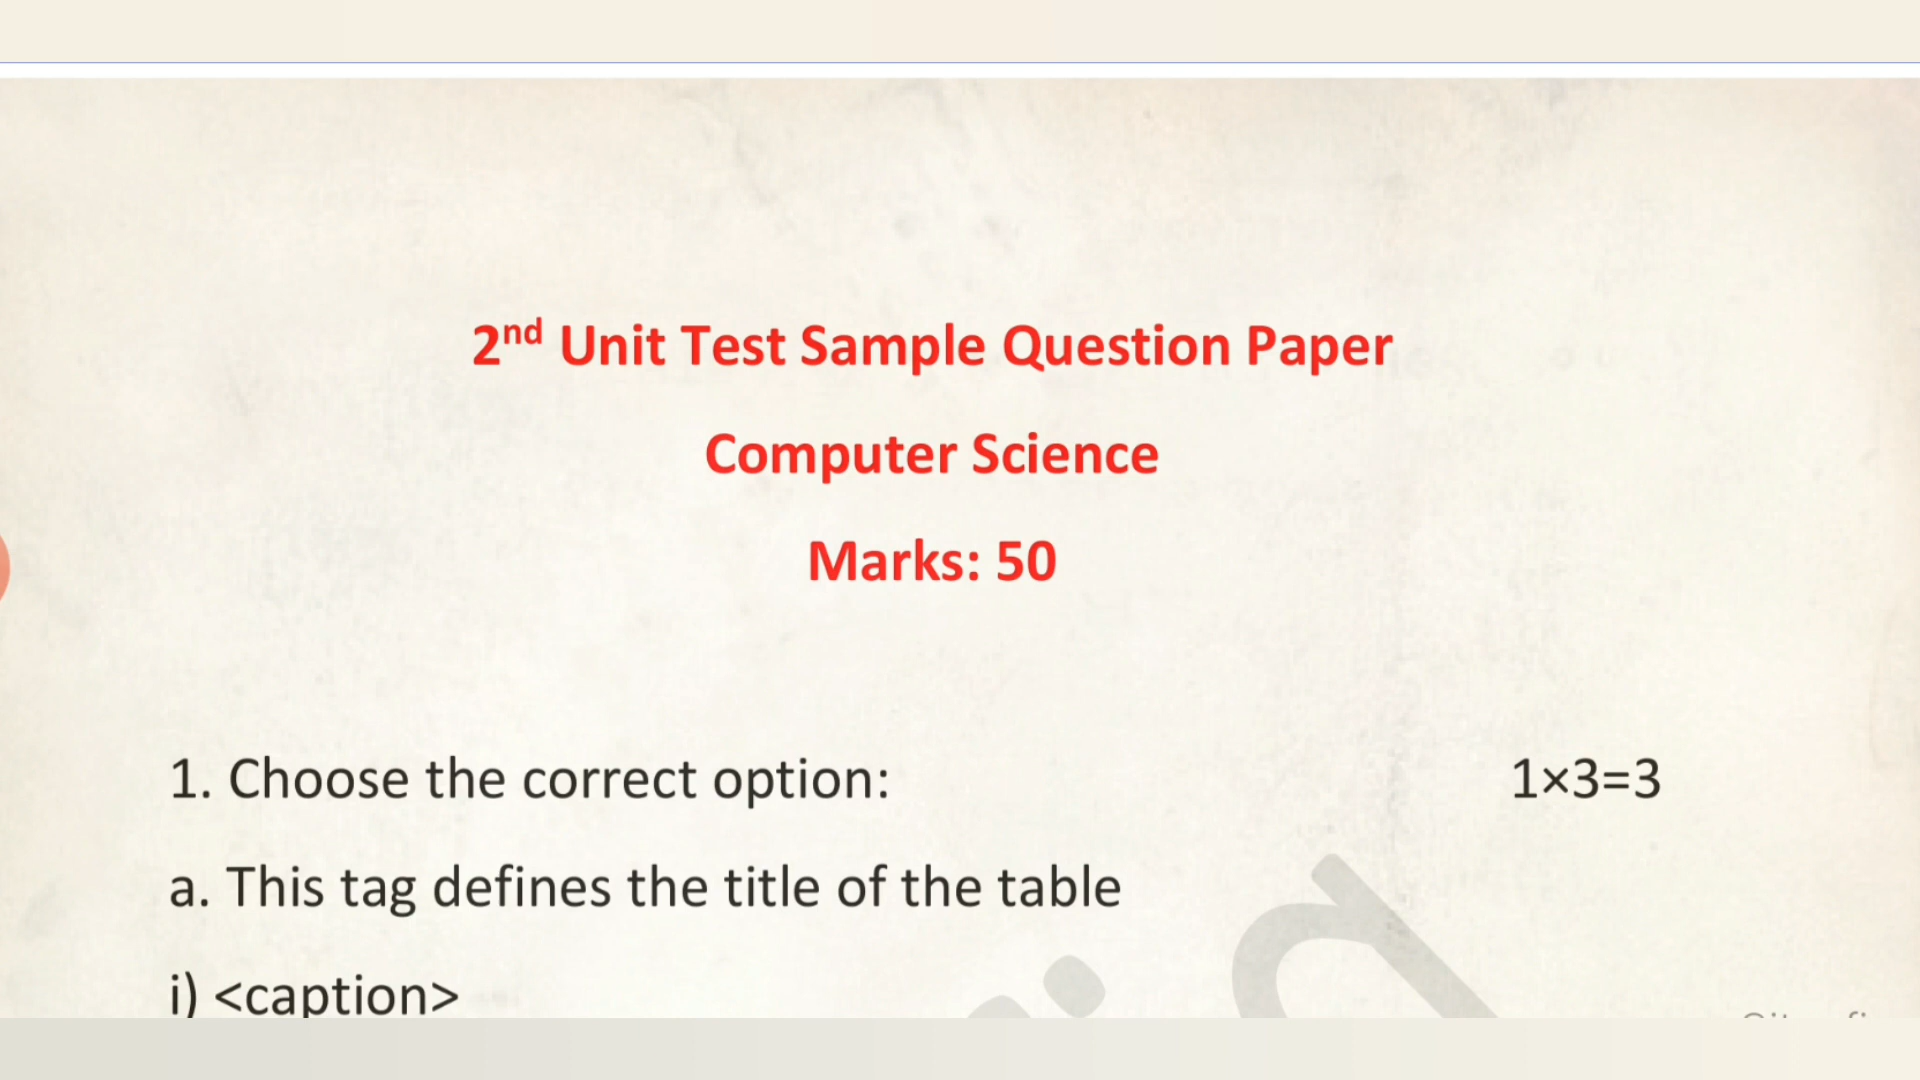 2nd Unit Test Sample Question Paper
Computer Science
Marks: 50
1. Choose the correct option: 1×3=3
a. This tag defines the title of the table
i) <caption>